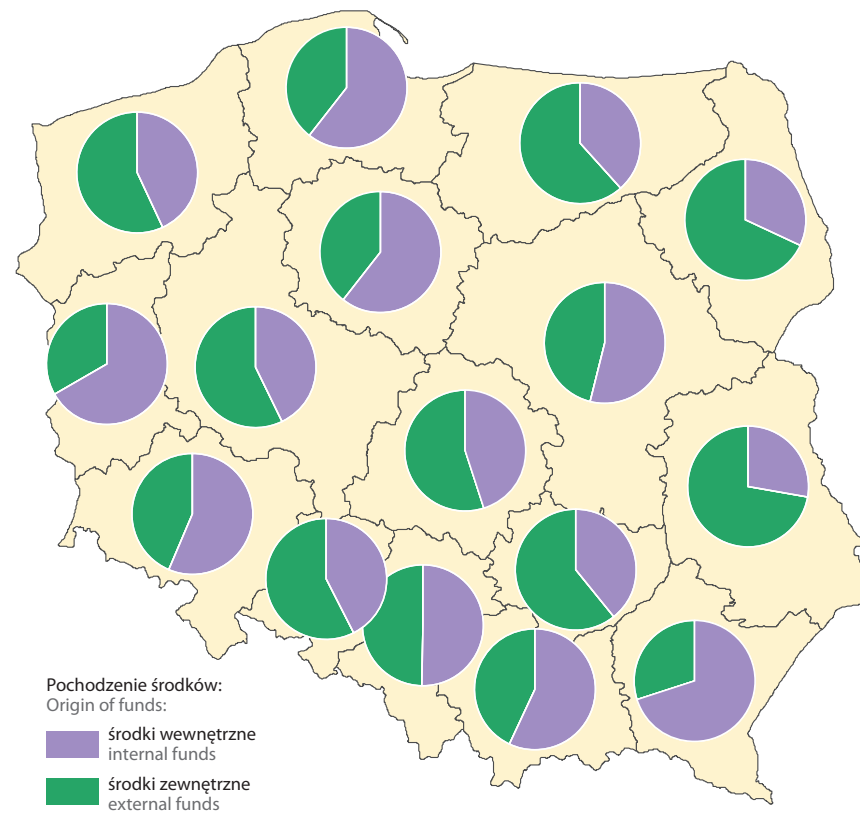 Pochodzenie środków:
Origin of funds:
środki wewnętrzne
internal funds
środki zewnętrzne
external funds